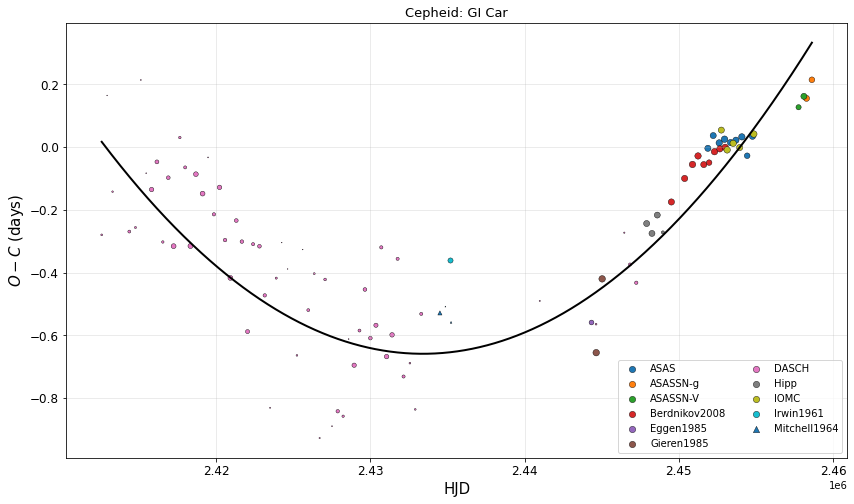 Cepheid: GI Car
O − C (days)
0.2
0.0
−0.2
−0.4
−0.6
−0.8
2.42
2.43
2.44
2.45
2.46
1e6
HJD
ASAS
ASASSN-g
ASASSN-V
Berdnikov2008
Eggen1985
Gieren1985
DASCH
Hipp
IOMC
Irwin1961
Mitchell1964